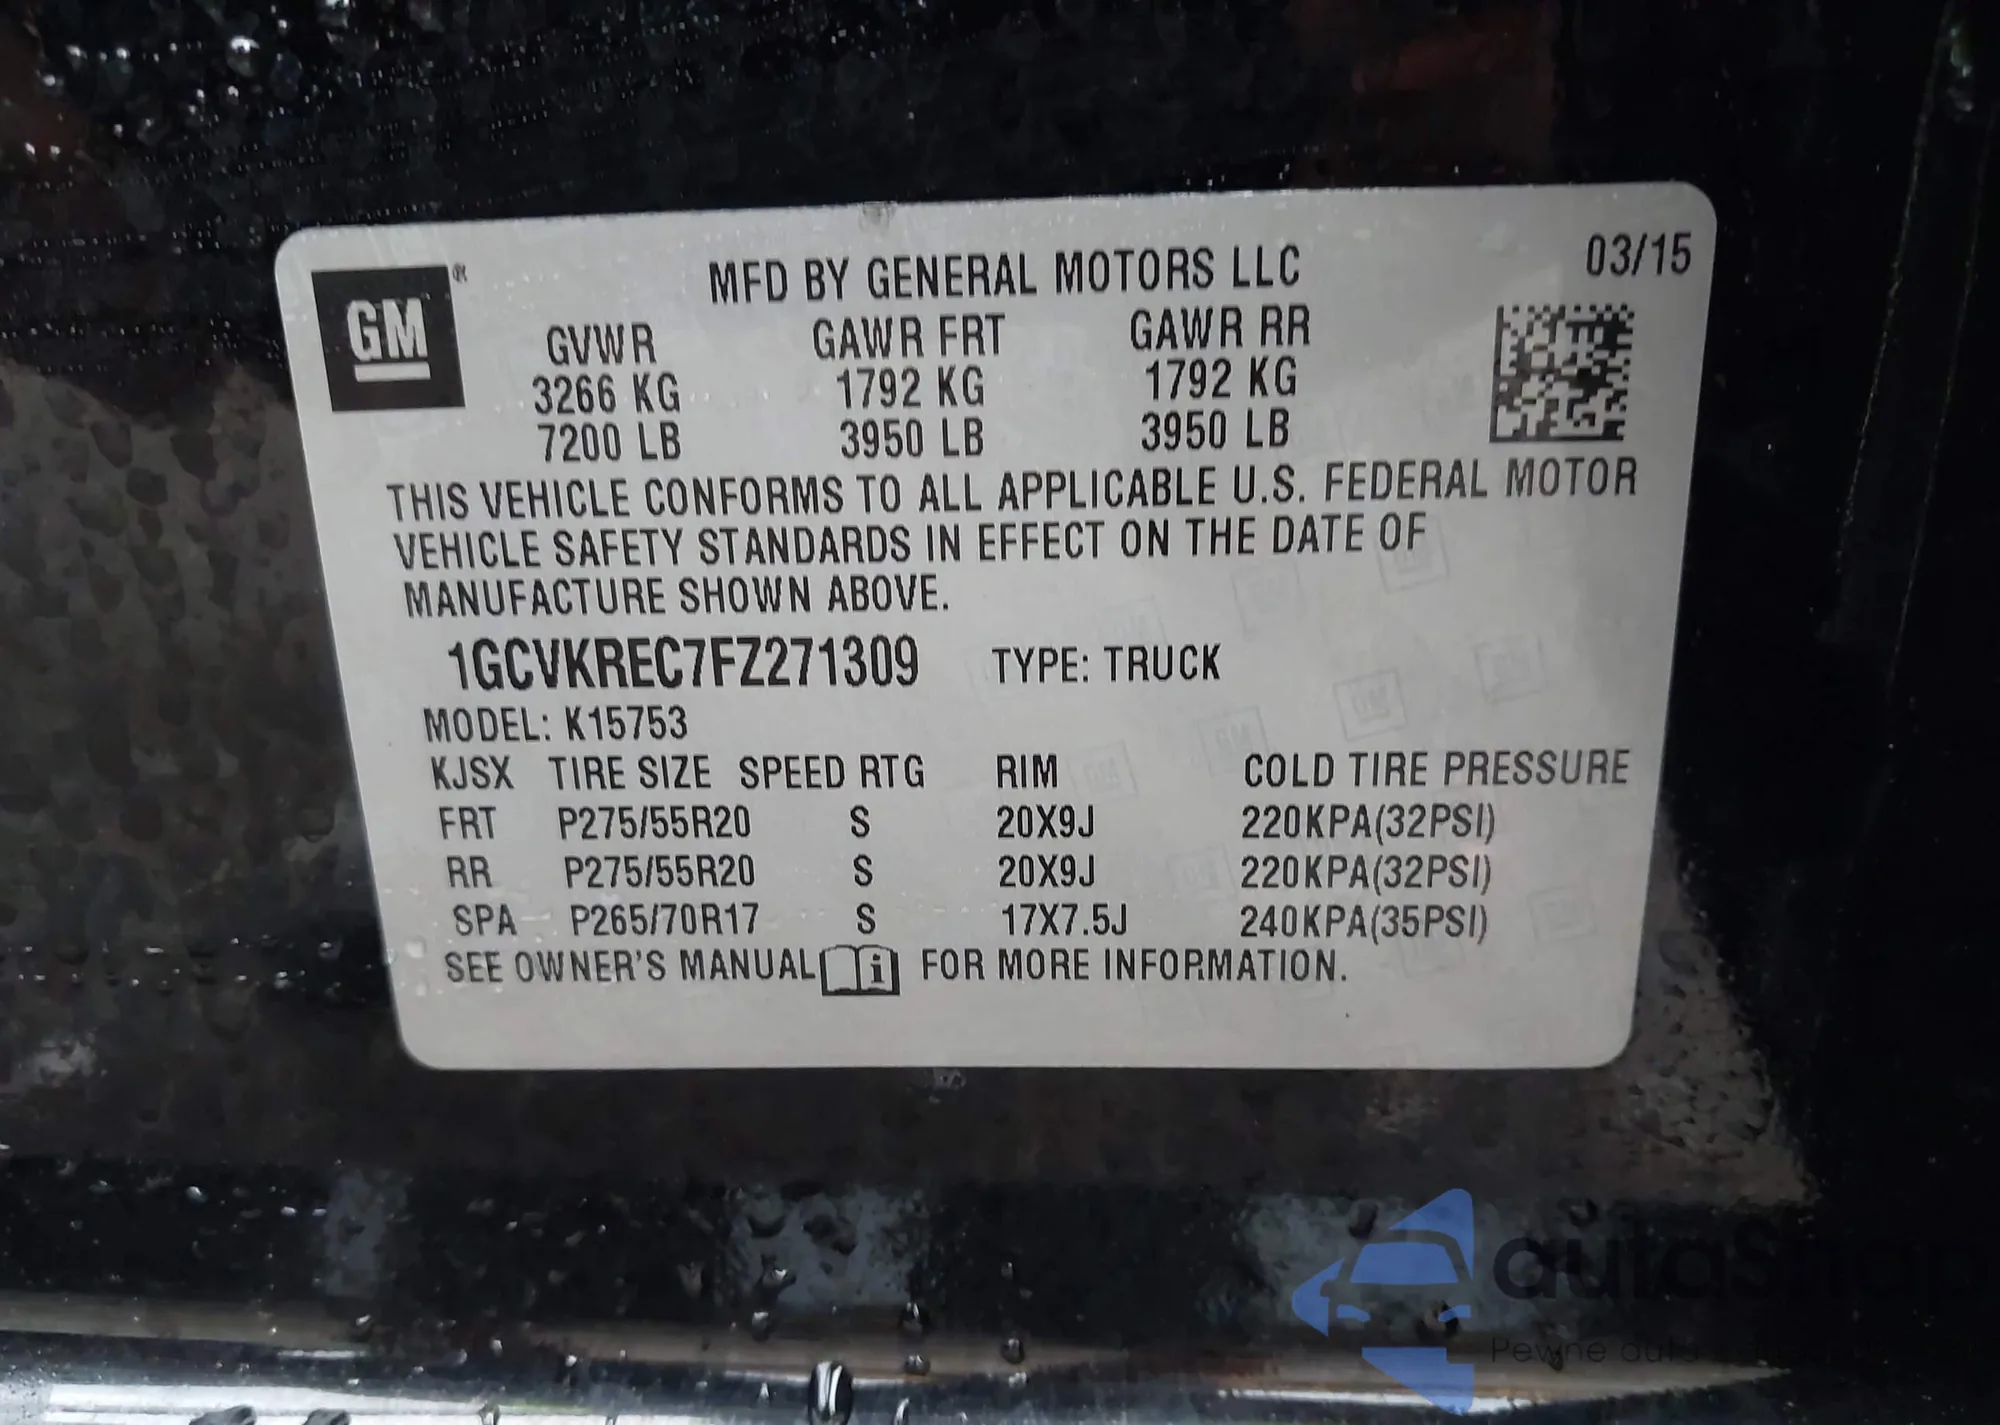 GM ®
MFD BY GENERAL MOTORS LLC 03/15
GVWR GAWR FRT GAWR RR
3266 KG 1792 KG 1792 KG
7200 LB 3950 LB 3950 LB
THIS VEHICLE CONFORMS TO ALL APPLICABLE U.S. FEDERAL MOTOR
VEHICLE SAFETY STANDARDS IN EFFECT ON THE DATE OF
MANUFACTURE SHOWN ABOVE.
1GCVKREC7FZ271309 TYPE: TRUCK
MODEL: K15753
KJSX TIRE SIZE SPEED RTG RIM COLD TIRE PRESSURE
FRT P275/55R20 S 20X9J 220KPA(32PSI)
RR P275/55R20 S 20X9J 220KPA(32PSI)
SPA P265/70R17 S 17X7.5J 240KPA(35PSI)
SEE OWNER'S MANUAL i FOR MORE INFORMATION.
autashop
Pewne auto